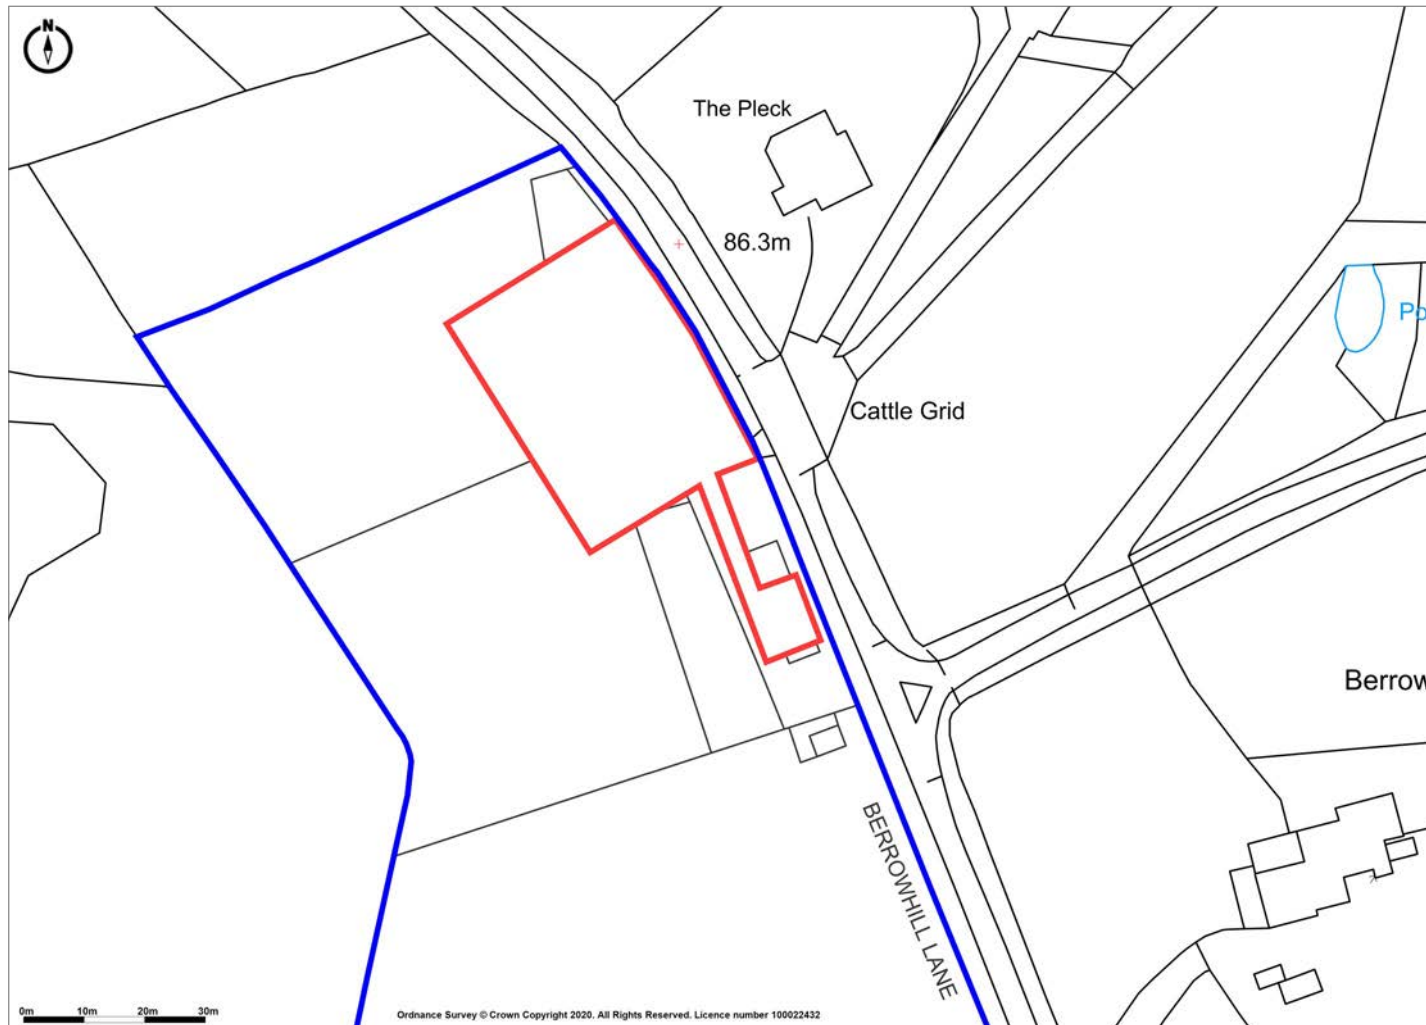 N
The Pleck
86.3m
Po
Cattle Grid
Berrow
BERROWHILL LANE
0m 10m 20m 30m
Ordnance Survey © Crown Copyright 2020. All Rights Reserved. Licence number 100022432